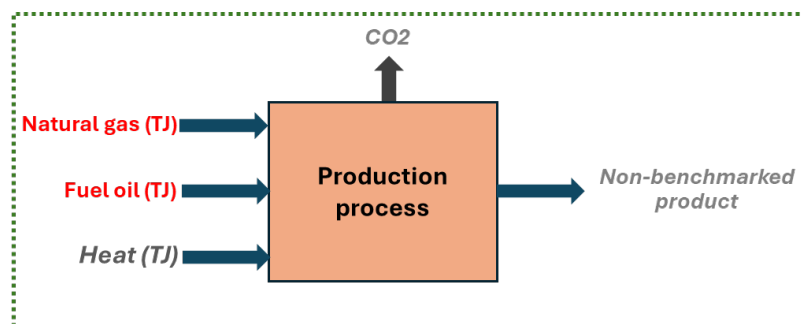 CO2
Natural gas (TJ)
Fuel oil (TJ)
Heat (TJ)
Production
process
Non-benchmarked
product